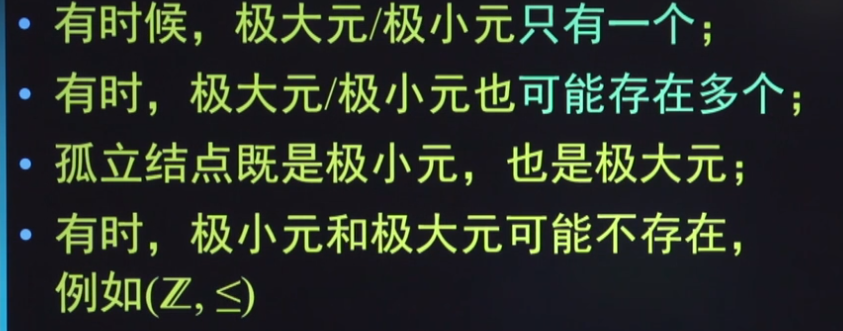 • 有时候，极大元/极小元只有一个；
• 有时，极大元/极小元也可能存在多个；
• 孤立结点既是极小元，也是极大元；
• 有时，极小元和极大元可能不存在，
例如(ℤ, ≤)